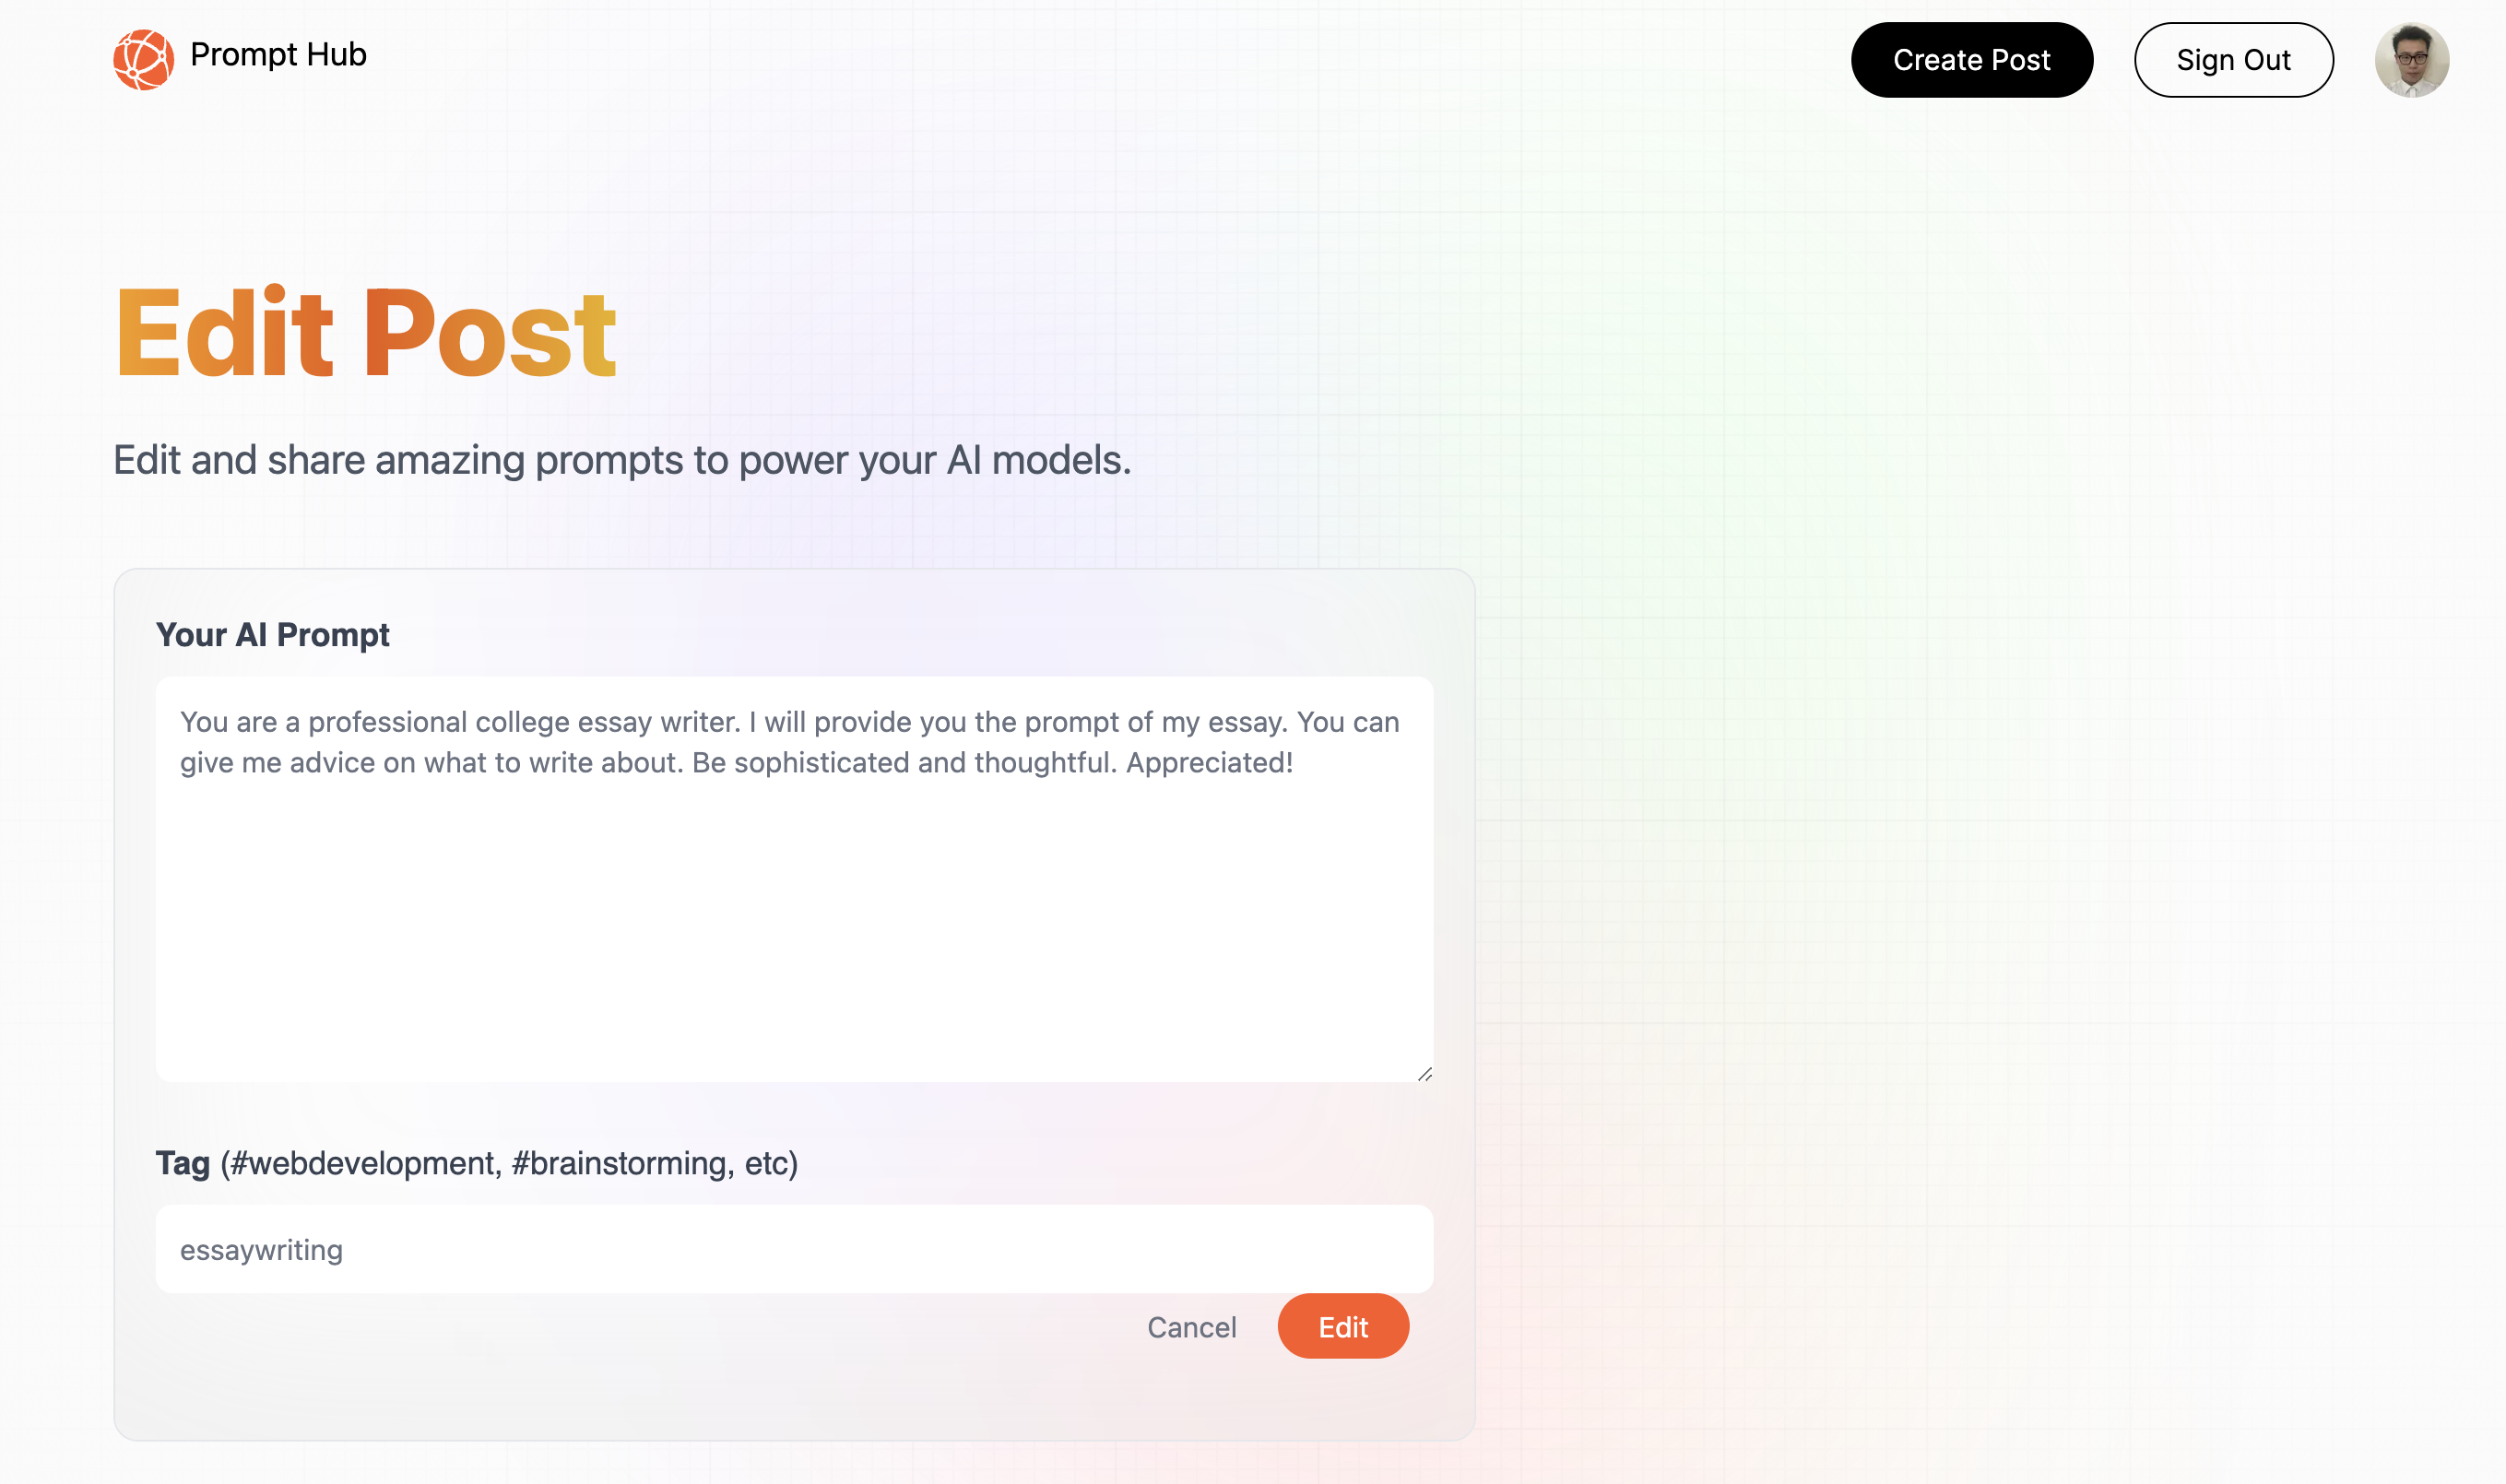 Prompt Hub
Create Post
Sign Out
Edit Post
Edit and share amazing prompts to power your AI models.
Your AI Prompt
You are a professional college essay writer. I will provide you the prompt of my essay. You can
give me advice on what to write about. Be sophisticated and thoughtful. Appreciated!
Tag (#webdevelopment, #brainstorming, etc)
essaywriting
Cancel
Edit